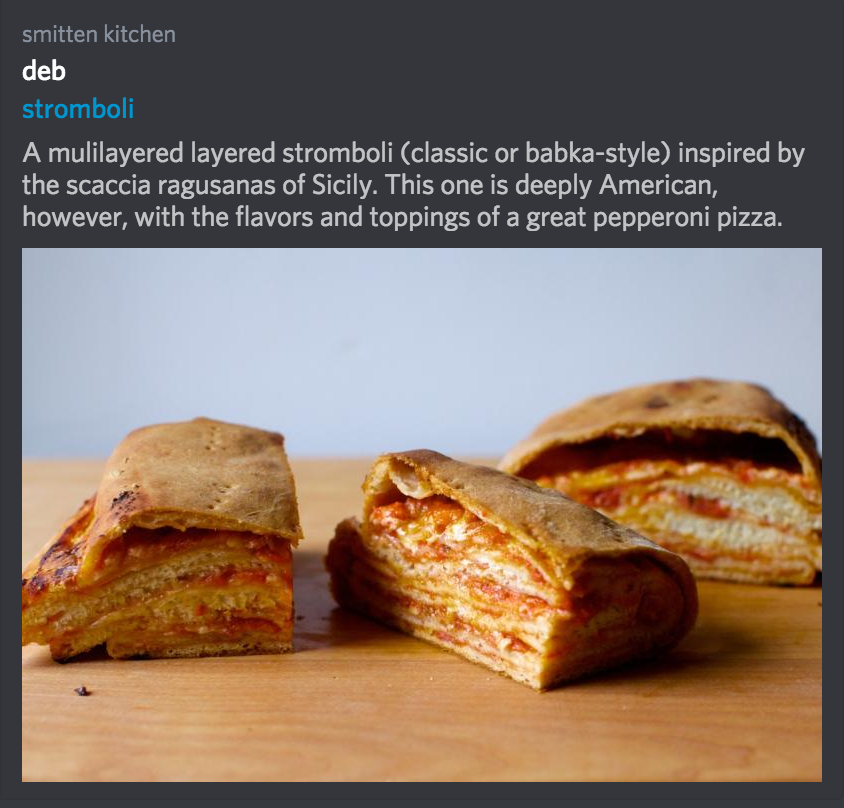 smitten kitchen
deb
stromboli
A mulilayered layered stromboli (classic or babka-style) inspired by
the scaccia ragusanas of Sicily. This one is deeply American,
however, with the flavors and toppings of a great pepperoni pizza.